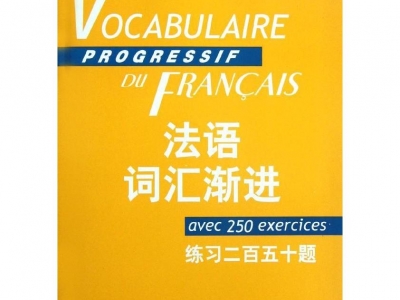 VOCABULAIRE
PROGRESSIF
DU FRANÇAIS
法语
词汇渐进
avec 250 exercices
练习二百五十题